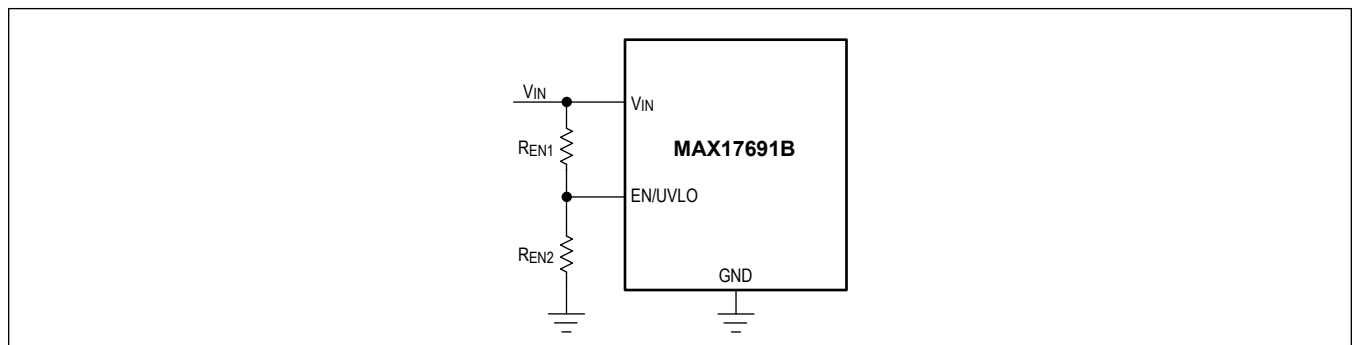 VIN
VIN
REN1
MAX17691B
EN/UVLO
REN2
GND